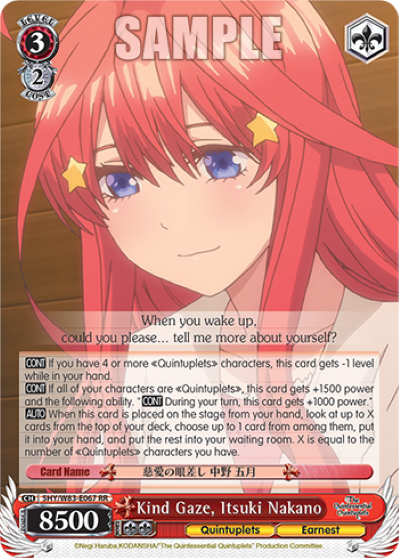 LEVEL
3
2
COST
SAMPLE
When you wake up,
could you please... tell me more about yourself?
CONT If you have 4 or more «Quintuplets» characters, this card gets -1 level
while in your hand.
CONT If all of your characters are «Quintuplets», this card gets +1500 power
and the following ability. "CONT During your turn, this card gets +1000 power."
AUTO When this card is placed on the stage from your hand, look at up to X
cards from the top of your deck, choose up to 1 card from among them, put
it into your hand, and put the rest into your waiting room. X is equal to the
number of «Quintuplets» characters you have.
Card Name
慈愛の眼差し 中野 五月
CH 5HY/W83-E067 RR
Kind Gaze, Itsuki Nakano
The Quintessential Quintuplets
8500
Quintuplets
Earnest
©Negi Haruba,KODANSHA/"The Quintessential Quintuplets" Production Committee